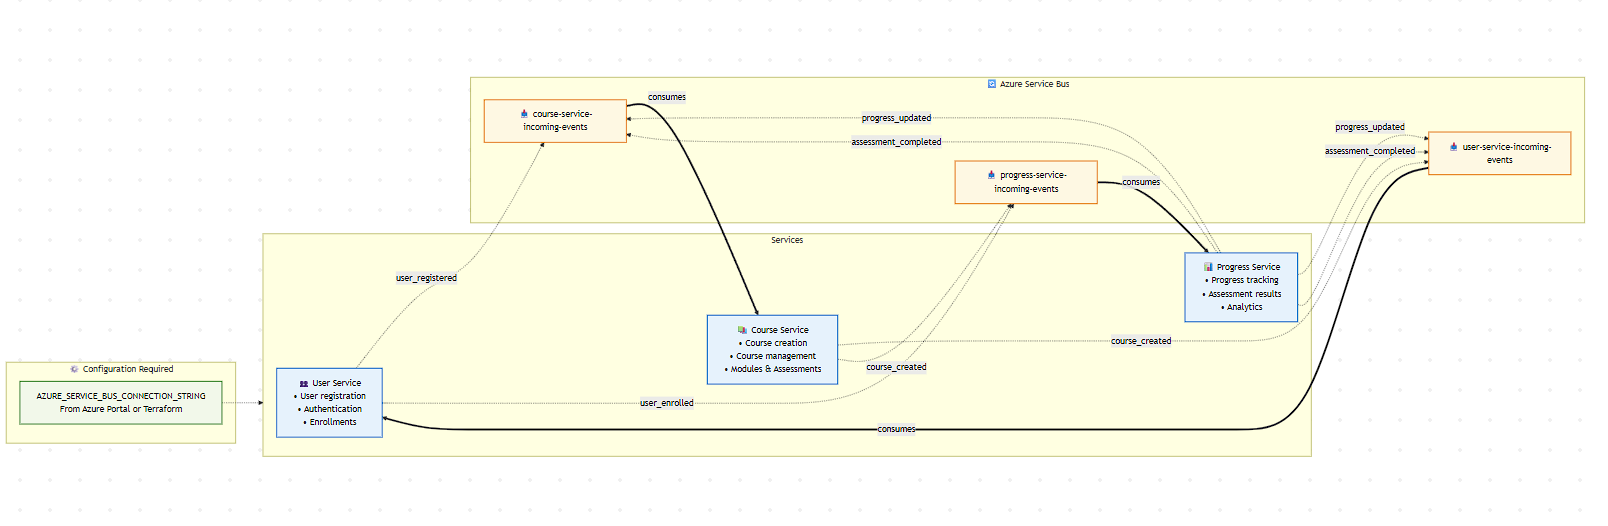 Azure Service Bus
consumes
course-service-
incoming-events
progress_updated
assessment_completed
progress-service-
incoming-events
consumes
progress_updated
assessment_completed
user-service-incoming-
events
Services
user_registered
Progress Service
• Progress tracking
• Assessment results
• Analytics
Course Service
• Course creation
• Course management
• Modules & Assessments
course_created
course_created
Configuration Required
AZURE_SERVICE_BUS_CONNECTION_STRING
From Azure Portal or Terraform
User Service
• User registration
• Authentication
• Enrollments
user_enrolled
consumes